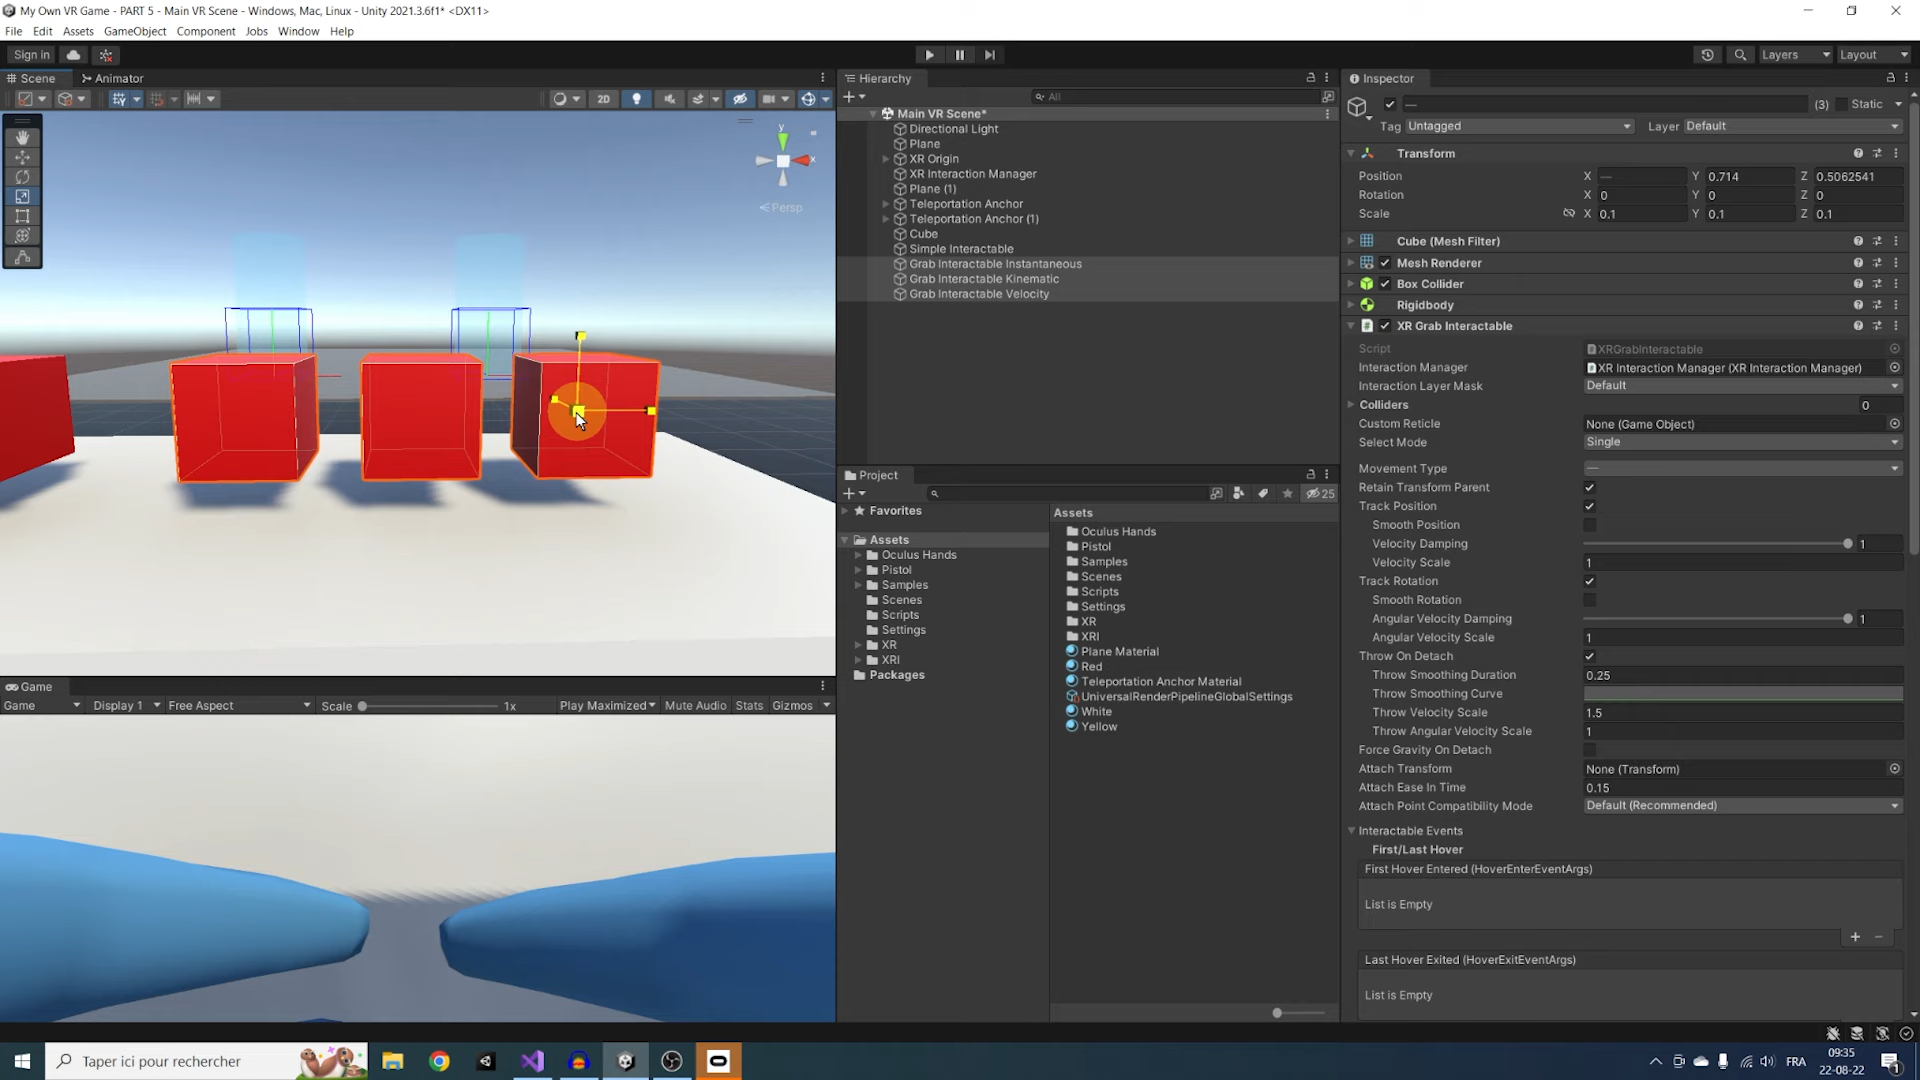 My Own VR Game - PART 5 - Main VR Scene - Windows, Mac, Linux - Unity 2021.3.6f1* <DX11>
File Edit Assets GameObject Component Jobs Window Help
Sign in
Layers Layout
Scene Animator
2D
y
x
Persp
Hierarchy
All
Main VR Scene*
Directional Light
Plane
XR Origin
XR Interaction Manager
Plane (1)
Teleportation Anchor
Teleportation Anchor (1)
Cube
Simple Interactable
Grab Interactable Instantaneous
Grab Interactable Kinematic
Grab Interactable Velocity
Project
25
Favorites
Assets
Oculus Hands
Pistol
Samples
Scenes
Scripts
Settings
XR
XRI
Packages
Assets
Oculus Hands
Pistol
Samples
Scenes
Scripts
Settings
XR
XRI
Plane Material
Red
Teleportation Anchor Material
UniversalRenderPipelineGlobalSettings
White
Yellow
Inspector
— (3) Static
Tag Untagged Layer Default
Transform
Position X — Y 0.714 Z 0.5062541
Rotation X 0 Y 0 Z 0
Scale X 0.1 Y 0.1 Z 0.1
Cube (Mesh Filter)
Mesh Renderer
Box Collider
Rigidbody
XR Grab Interactable
Script XRGrabInteractable
Interaction Manager XR Interaction Manager (XR Interaction Manager)
Interaction Layer Mask Default
Colliders 0
Custom Reticle None (Game Object)
Select Mode Single
Movement Type —
Retain Transform Parent
Track Position
Smooth Position
Velocity Damping 1
Velocity Scale 1
Track Rotation
Smooth Rotation
Angular Velocity Damping 1
Angular Velocity Scale 1
Throw On Detach
Throw Smoothing Duration 0.25
Throw Smoothing Curve
Throw Velocity Scale 1.5
Throw Angular Velocity Scale 1
Force Gravity On Detach
Attach Transform None (Transform)
Attach Ease In Time 0.15
Attach Point Compatibility Mode Default (Recommended)
Interactable Events
First/Last Hover
First Hover Entered (HoverEnterEventArgs)
List is Empty
Last Hover Exited (HoverExitEventArgs)
List is Empty
Game
Game Display 1 Free Aspect Scale 1x Play Maximized Mute Audio Stats Gizmos
Taper ici pour rechercher
FRA
09:35
22-08-22
1